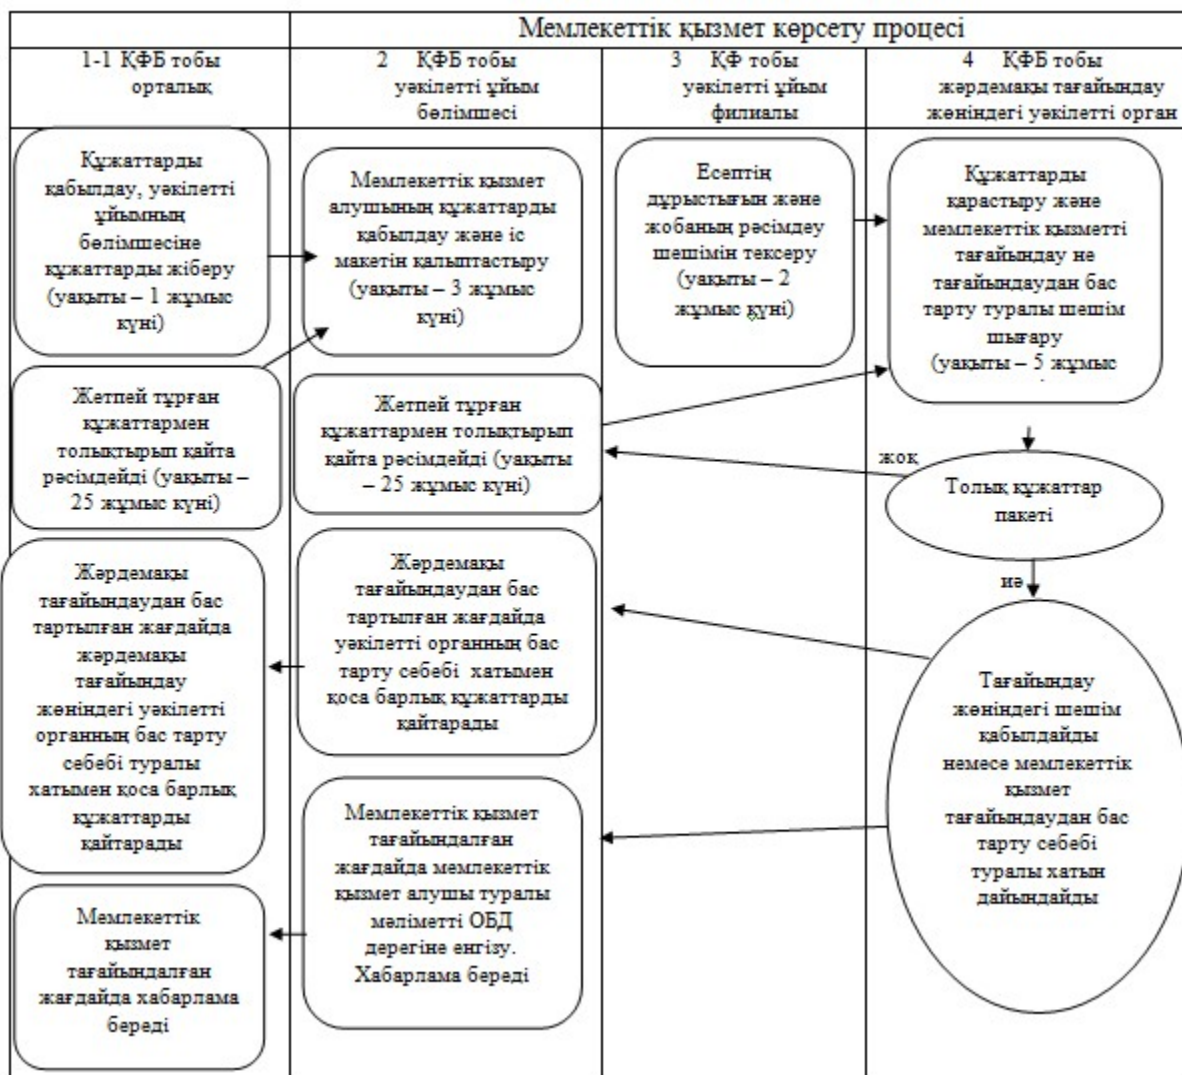 Мемлекеттік қызмет көрсету процесі
1-1 ҚФБ тобы
орталық
2 ҚФБ тобы
уәкілетті ұйым
бөлімшесі
3 ҚФ тобы
уәкілетті ұйым
филиалы
4 ҚФБ тобы
жәрдемақы тағайындау
жөніндегі уәкілетті орган
Құжаттарды
қабылдау, уәкілетті
ұйымның
бөлімшесіне
құжаттарды жіберу
(уақыты – 1 жұмыс
күні)
Мемлекеттік қызмет
алушының құжаттарды
қабылдау және іс
макетін қалыптастыру
(уақыты – 3 жұмыс
күні)
Есептің
дұрыстығын және
жобаның рәсімдеу
шешімін тексеру
(уақыты – 2
жұмыс күні)
Құжаттарды
қарастыру және
мемлекеттік қызметті
тағайындау не
тағайындаудан бас
тарту туралы шешім
шығару
(уақыты – 5 жұмыс
Жетпей тұрған
құжаттармен
толықтырып қайта
рәсімдейді (уақыты –
25 жұмыс күні)
Жетпей тұрған
құжаттармен толықтырып
қайта рәсімдейді (уақыты
– 25 жұмыс күні)
жоқ
Толық құжаттар
пакеті
иә
Жәрдемақы
тағайындаудан бас
тартылған жағдайда
жәрдемақы
тағайындау
жөніндегі уәкілетті
органның бас тарту
себебі туралы
хатымен қоса барлық
құжаттарды
қайтарады
Жәрдемақы
тағайындаудан бас
тартылған жағдайда
уәкілетті органның бас
тарту себебі хатымен
қоса барлық құжаттарды
қайтарады
Тағайындау
жөніндегі шешім
қабылдайды
немесе мемлекеттік
қызмет
тағайындаудан бас
тарту себебі
туралы хатын
дайындайды
Мемлекеттік қызмет
тағайындалған
жағдайда мемлекеттік
қызмет алушы туралы
мәліметті ОБД
дерегіне енгізу.
Хабарлама береді
Мемлекеттік
қызмет
тағайындалған
жағдайда хабарлама
береді